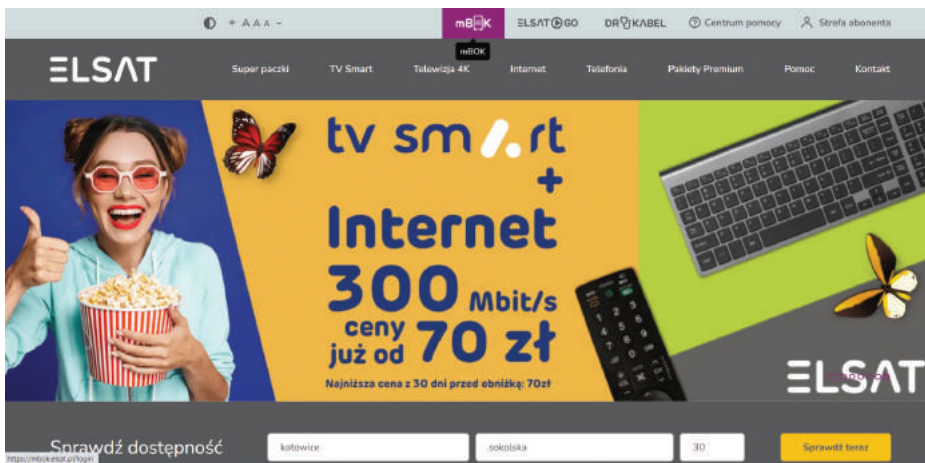 + A A A -
mBOK
ELSAT GO
DR KABEL
Centrum pomocy
Strefa abonenta
mBOK
ELSAT
Super paczki
TV Smart
Telewizja 4K
Internet
Telefonia
Pakiety Premium
Pomoc
Kontakt
tv smart
+
Internet
300 Mbit/s
ceny
już od 70 zł
Najniższa cena z 30 dni przed obniżką: 70zł
ELSAT
Sprawdź dostępność
katowice
sokolska
30
Sprawdź teraz
https://mbok.elsat.pl/login